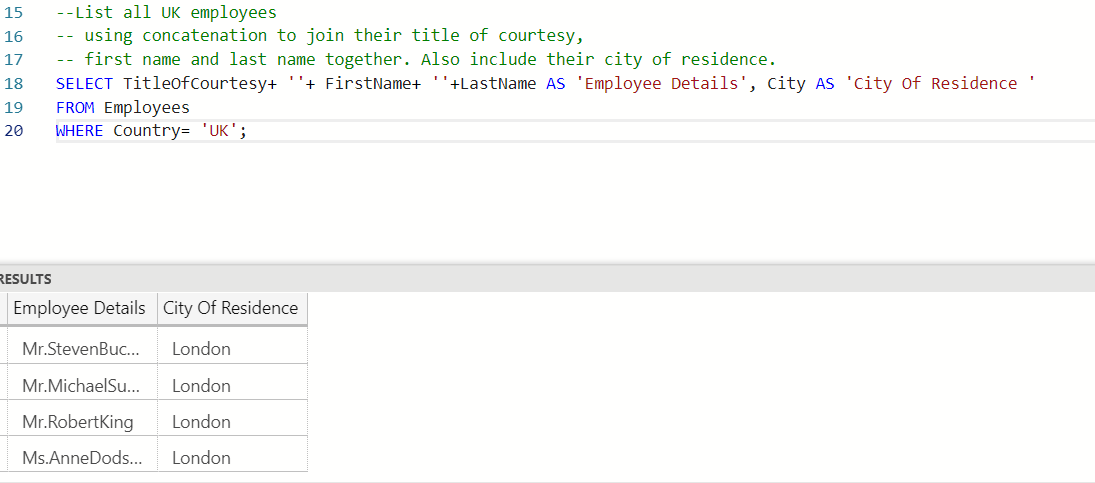 15 --List all UK employees
16 -- using concatenation to join their title of courtesy,
17 -- first name and last name together. Also include their city of residence.
18 SELECT TitleOfCourtesy+ ''+ FirstName+ ''+LastName AS 'Employee Details', City AS 'City Of Residence '
19 FROM Employees
20 WHERE Country= 'UK';
RESULTS
Employee Details City Of Residence
Mr.StevenBuc... London
Mr.MichaelSu... London
Mr.RobertKing London
Ms.AnneDods... London